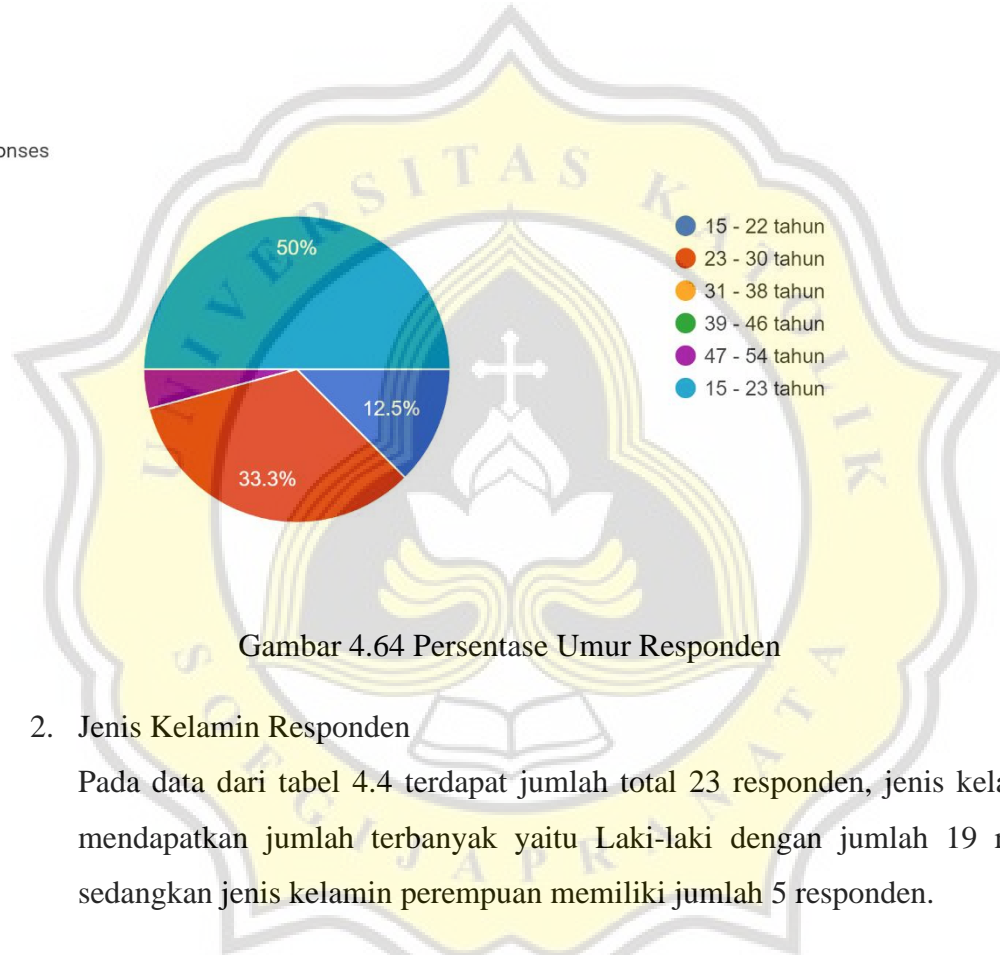 onses
UNIVERSITAS KATOLIK
50%
12.5%
33.3%
15 - 22 tahun
23 - 30 tahun
31 - 38 tahun
39 - 46 tahun
47 - 54 tahun
15 - 23 tahun
Gambar 4.64 Persentase Umur Responden
SOEGIJAPRANATA
2. Jenis Kelamin Responden
Pada data dari tabel 4.4 terdapat jumlah total 23 responden, jenis kela
mendapatkan jumlah terbanyak yaitu Laki-laki dengan jumlah 19
sedangkan jenis kelamin perempuan memiliki jumlah 5 responden.